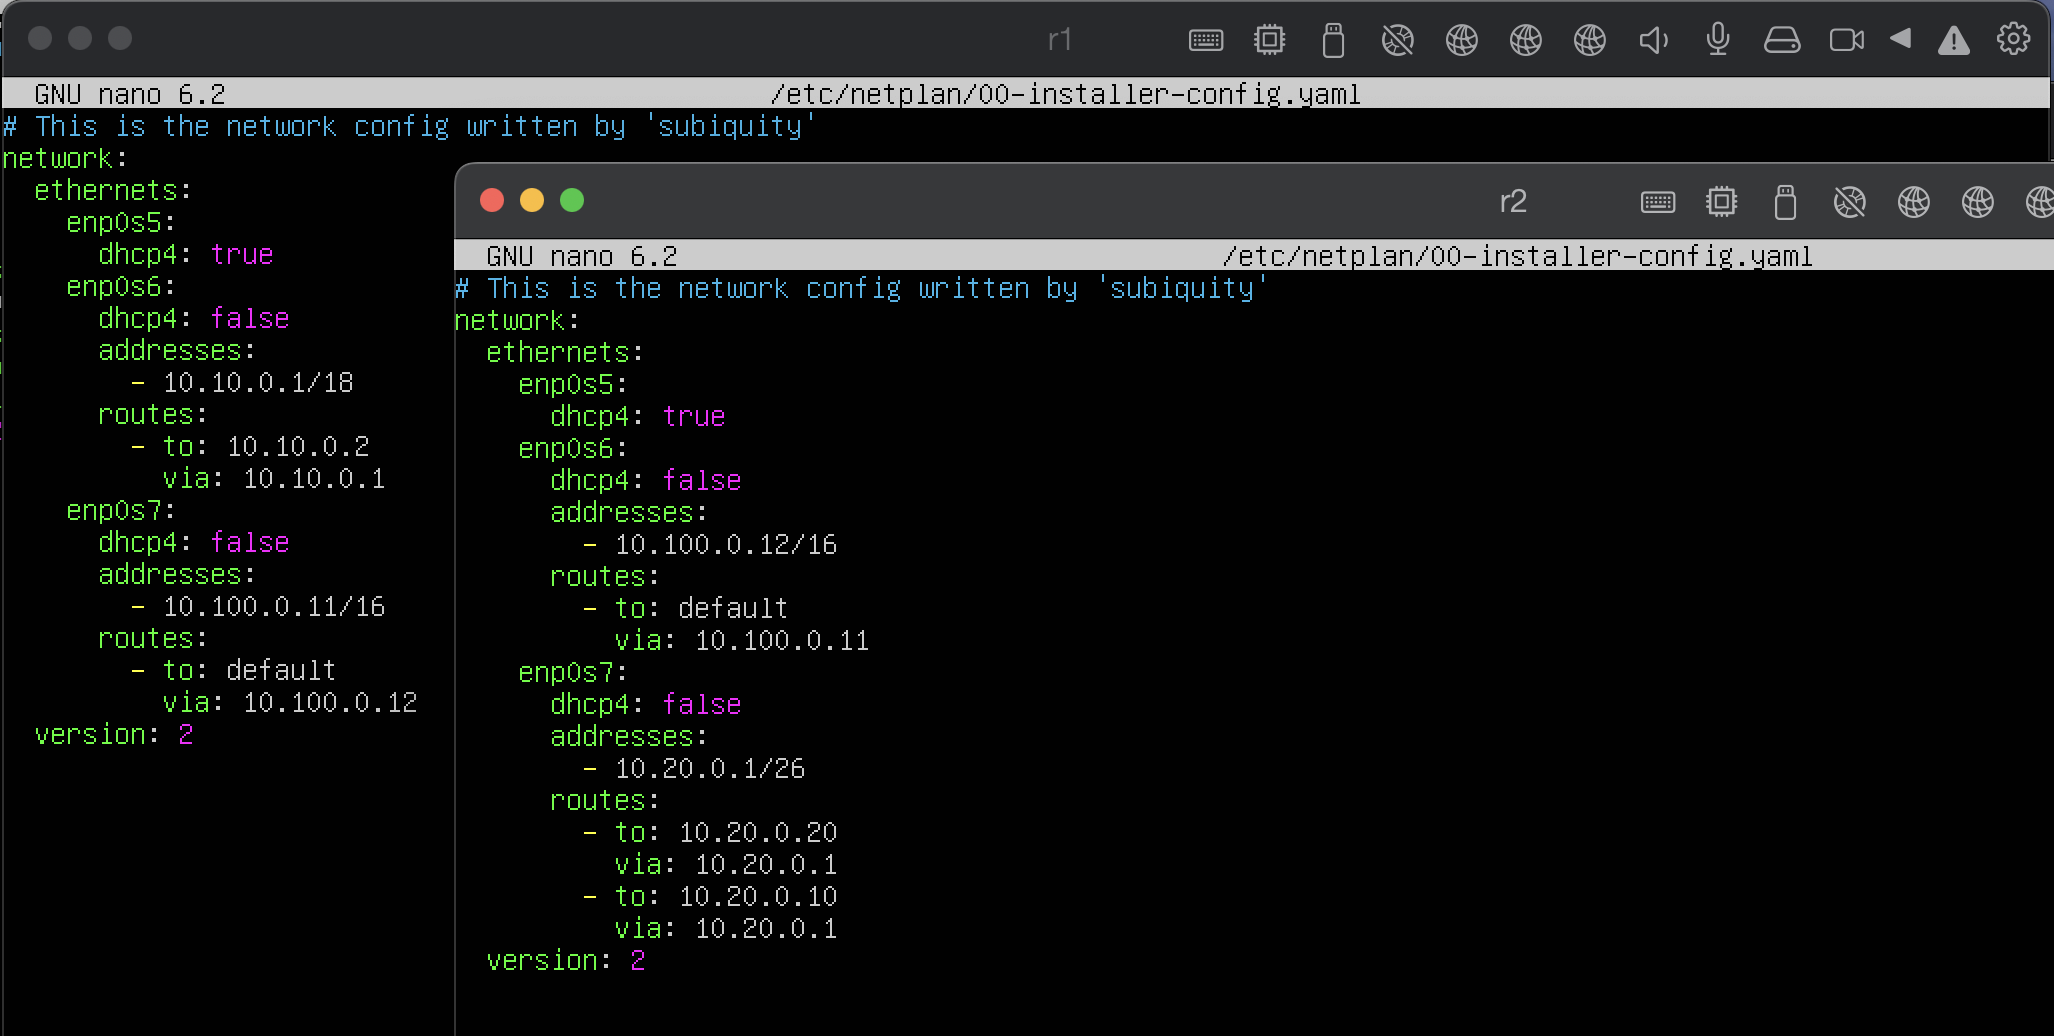 r1
GNU nano 6.2 /etc/netplan/00-installer-config.yaml
# This is the network config written by 'subiquity'
network:
  ethernets:
    enp0s5:
      dhcp4: true
    enp0s6:
      dhcp4: false
      addresses:
        - 10.10.0.1/18
      routes:
        - to: 10.10.0.2
          via: 10.10.0.1
    enp0s7:
      dhcp4: false
      addresses:
        - 10.100.0.11/16
      routes:
        - to: default
          via: 10.100.0.12
  version: 2
r2
GNU nano 6.2 /etc/netplan/00-installer-config.yaml
# This is the network config written by 'subiquity'
network:
  ethernets:
    enp0s5:
      dhcp4: true
    enp0s6:
      dhcp4: false
      addresses:
        - 10.100.0.12/16
      routes:
        - to: default
          via: 10.100.0.11
    enp0s7:
      dhcp4: false
      addresses:
        - 10.20.0.1/26
      routes:
        - to: 10.20.0.20
          via: 10.20.0.1
        - to: 10.20.0.10
          via: 10.20.0.1
  version: 2